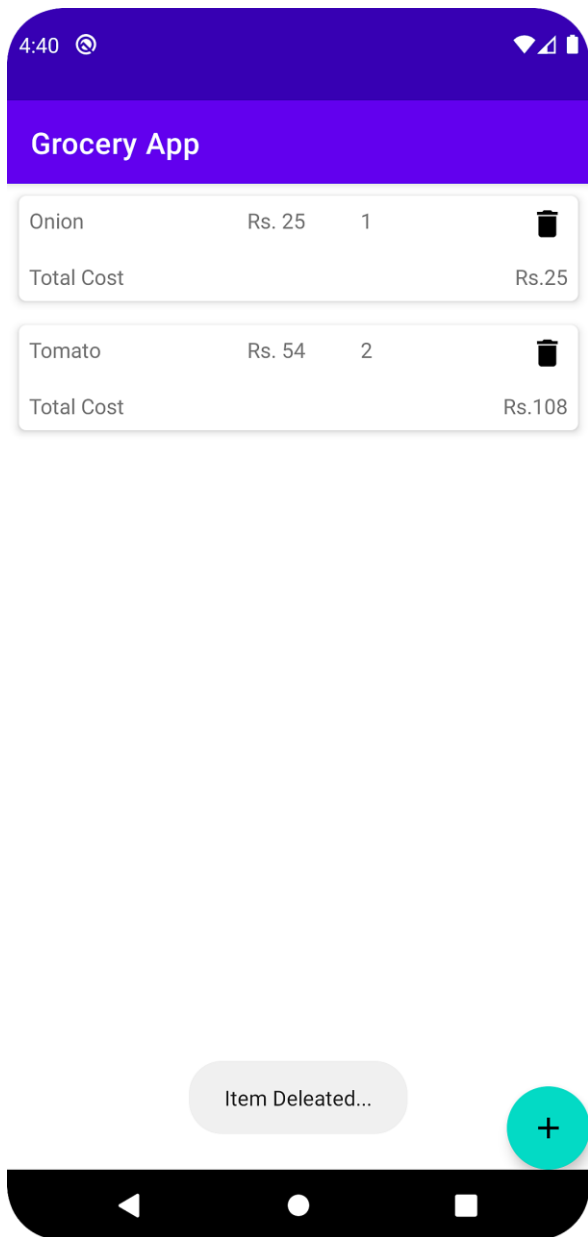 4:40
Grocery App
Onion Rs. 25 1
Total Cost Rs.25
Tomato Rs. 54 2
Total Cost Rs.108
Item Deleated...
+